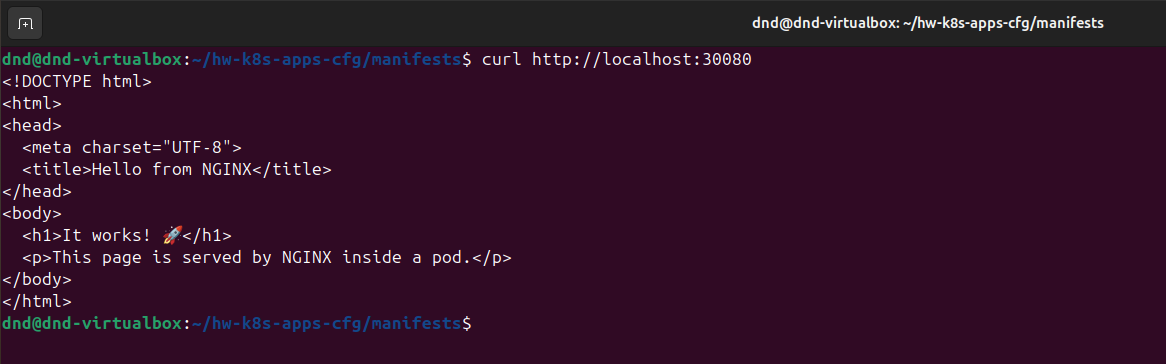 dnd@dnd-virtualbox: ~/hw-k8s-apps-cfg/manifests
dnd@dnd-virtualbox:~/hw-k8s-apps-cfg/manifests$ curl http://localhost:30080
<!DOCTYPE html>
<html>
<head>
  <meta charset="UTF-8">
  <title>Hello from NGINX</title>
</head>
<body>
  <h1>It works! 🚀</h1>
  <p>This page is served by NGINX inside a pod.</p>
</body>
</html>
dnd@dnd-virtualbox:~/hw-k8s-apps-cfg/manifests$